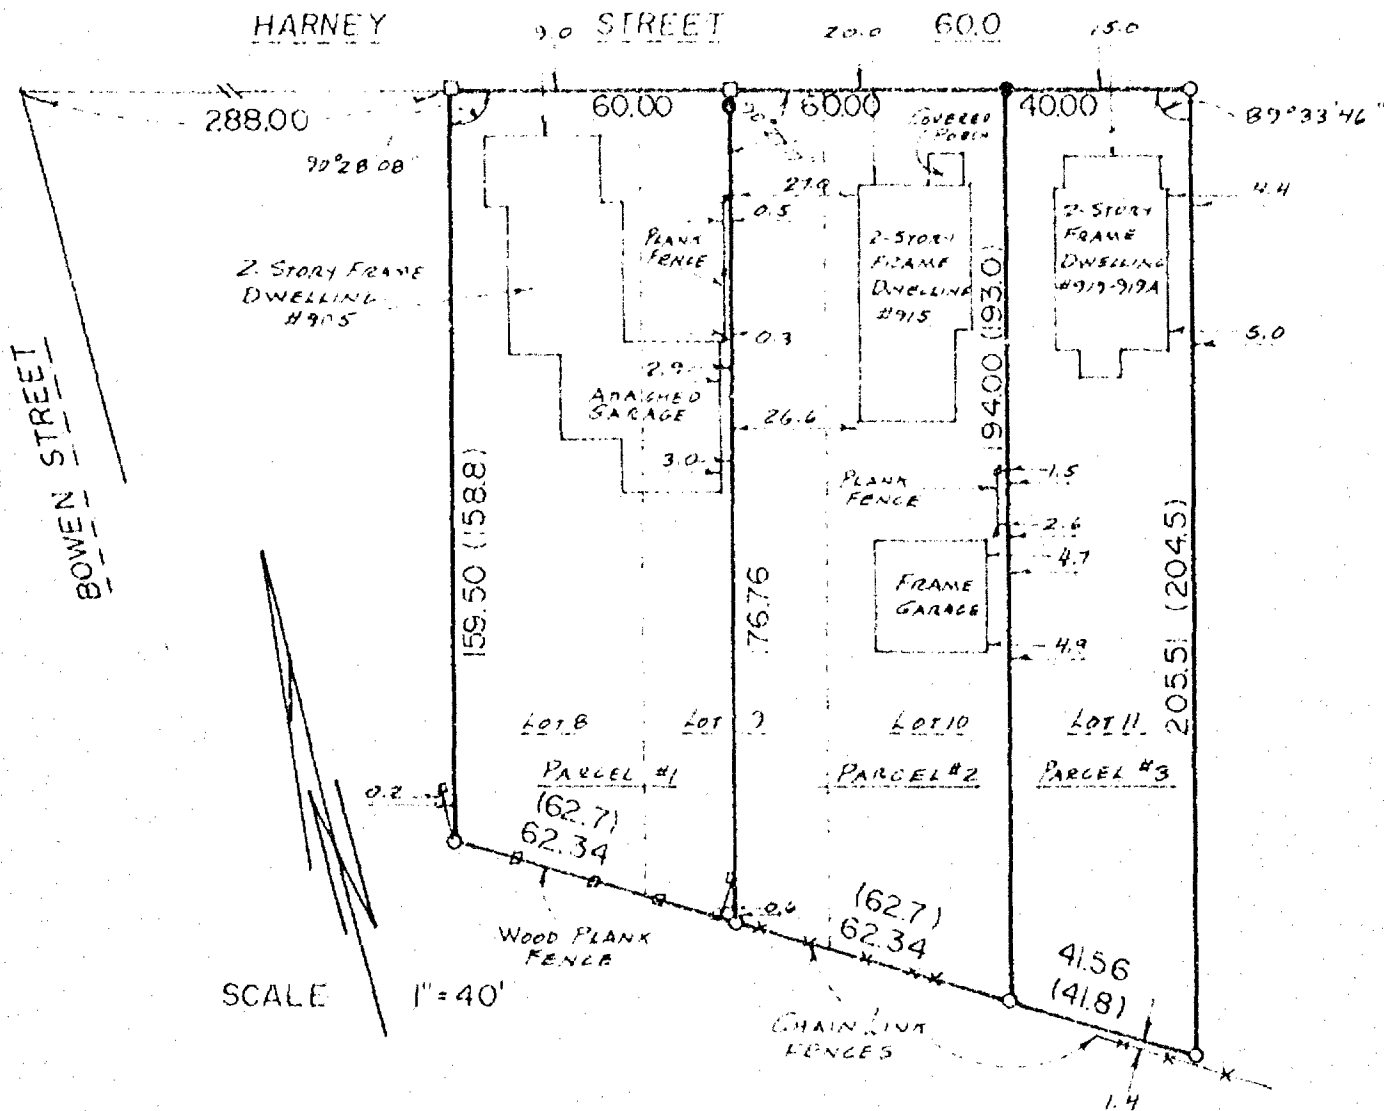 HARNEY STREET 60.0
9.0
20.0
15.0
288.00
60.00
60.00
40.00
89°33'46"
90°28'08"
COVERED
PORCH
27.9
0.5
4.4
PLANK
FENCE
2-STORY FRAME
DWELLING
#905
2-STORY
FRAME
DWELLING
#915
2-STORY
FRAME
DWELLING
#919-919A
0.3
5.0
2.9
ATTACHED
GARAGE
26.6
3.0
BOWEN STREET
159.50 (158.8)
176.76
194.00 (193.0)
205.51 (204.5)
PLANK
FENCE
1.5
2.6
4.7
FRAME
GARAGE
4.9
LOT 8
LOT 9
LOT 10
LOT 11
PARCEL #1
PARCEL #2
PARCEL #3
0.2
(62.7)
62.34
0.6
(62.7)
62.34
41.56
(41.8)
WOOD PLANK
FENCE
SCALE 1"=40'
CHAIN LINK
FENCES
1.4